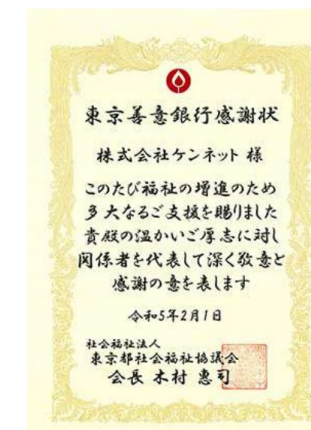 東京善意銀行感謝状
株式会社ケンネット 様
このたび福祉の増進のため
多大なるご支援を賜りました
貴殿の温かいご厚志に対し
関係者を代表して深く敬意と
感謝の意を表します
令和5年2月1日
社会福祉法人
東京都社会福祉協議会
会長 木村 惠司